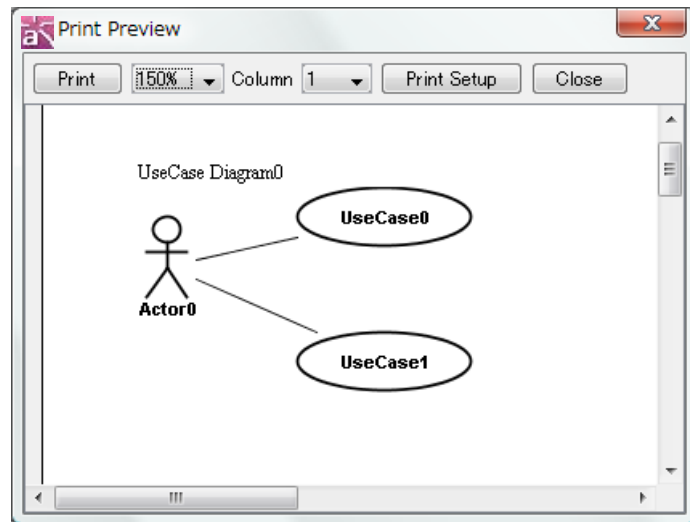 Print Preview
Print 150% Column 1 Print Setup Close
UseCase Diagram0
UseCase0
Actor0
UseCase1